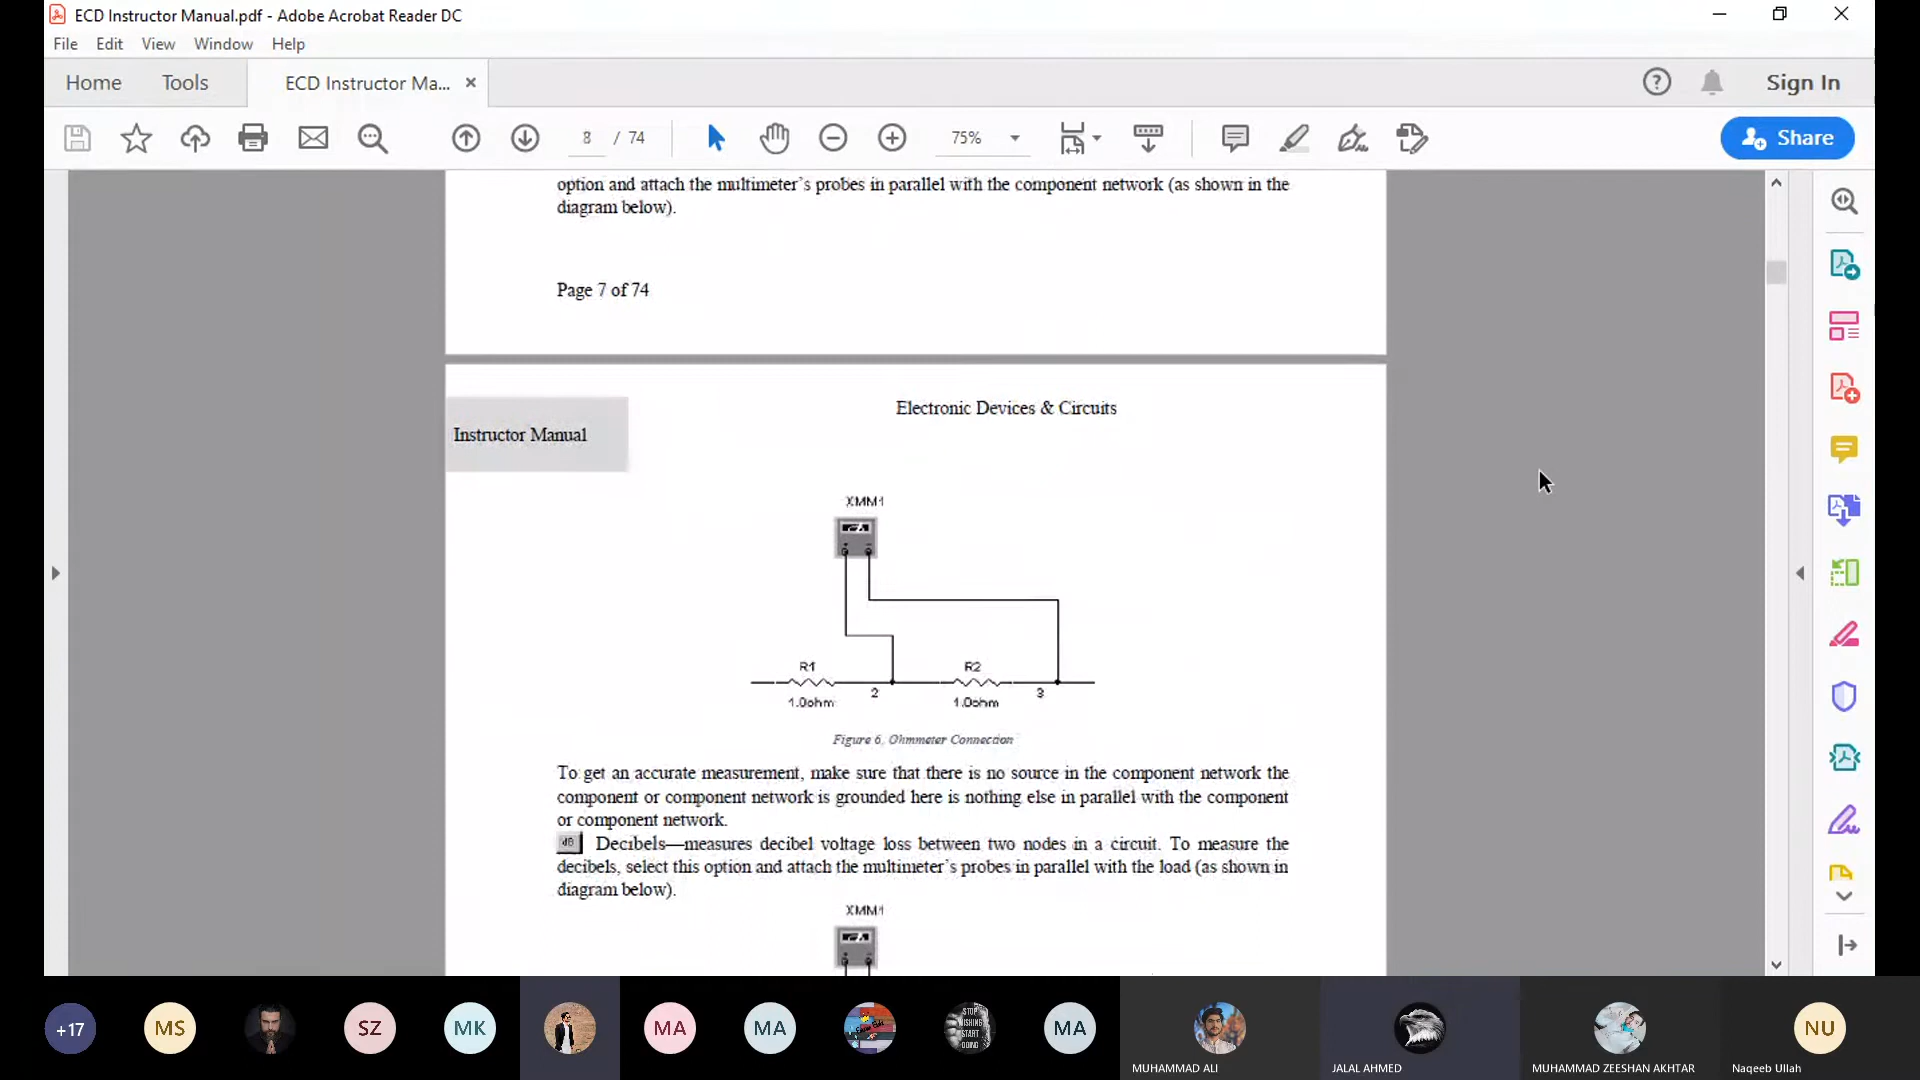 ECD Instructor Manual.pdf - Adobe Acrobat Reader DC
File Edit View Window Help
Home Tools ECD Instructor Ma... Sign In
8 / 74 75% Share
option and attach the multimeter’s probes in parallel with the component network (as shown in the
diagram below).
Page 7 of 74
Electronic Devices & Circuits
Instructor Manual
XMM1
R1 R2
2 3
1.0ohm 1.0ohm
Figure 6, Ohmmeter Connection
To get an accurate measurement, make sure that there is no source in the component network the
component or component network is grounded here is nothing else in parallel with the component
or component network.
dB Decibels—measures decibel voltage loss between two nodes in a circuit. To measure the
decibels, select this option and attach the multimeter’s probes in parallel with the load (as shown in
diagram below).
XMM1
+17 MS SZ MK MA MA STOP WISHING START DOING MA NU
MUHAMMAD ALI JALAL AHMED MUHAMMAD ZEESHAN AKHTAR Naqeeb Ullah